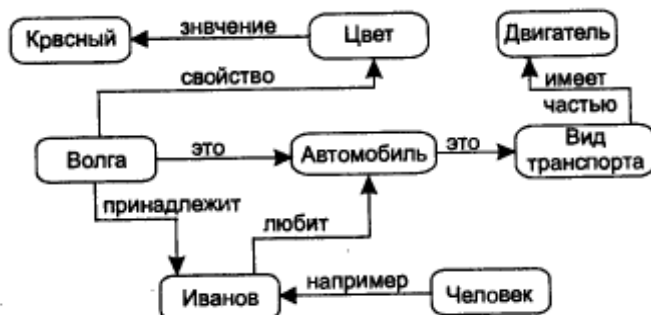 Крвсный
знвчение
Цвет
Двигатель
свойство
имеет
частью
Волга
это
Автомобиль
это
Вид
транспорта
принадлежит
любит
Иванов
например
Человек